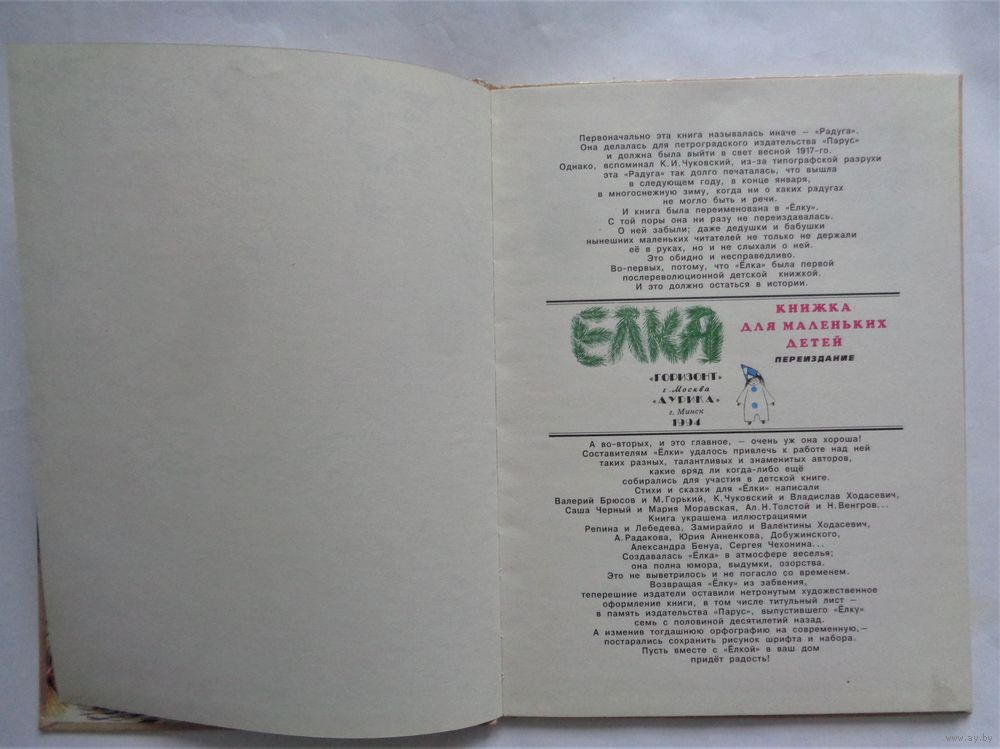 Первоначально эта книга называлась иначе – «Радуга».
Она делалась для петроградского издательства «Парус»
и должна была выйти в свет весной 1917-го.
Однако, вспоминал К.И.Чуковский, из-за типографской разрухи
эта «Радуга» так долго печаталась, что вышла
в следующем году, в конце января,
в многоснежную зиму, когда ни о каких радугах
не могло быть и речи.
И книга была переименована в «Ёлку».
С той поры она ни разу не переиздавалась.
О ней забыли; даже дедушки и бабушки
нынешних маленьких читателей не только не держали
её в руках, но и не слыхали о ней.
Это обидно и несправедливо.
Во-первых, потому, что «Ёлка» была первой
послереволюционной детской книжкой.
И это должно остаться в истории.
ЕЛКА
КНИЖКА
ДЛЯ МАЛЕНЬКИХ
ДЕТЕЙ
ПЕРЕИЗДАНИЕ
«ГОРИЗОНТ»
г. Москва
«АУРИКА»
г. Минск
1994
А во-вторых, и это главное, – очень уж она хороша!
Составителям «Ёлки» удалось привлечь к работе над ней
таких разных, талантливых и знаменитых авторов,
какие вряд ли когда-либо ещё
собирались для участия в детской книге.
Стихи и сказки для «Ёлки» написали
Валерий Брюсов и М.Горький, К.Чуковский и Владислав Ходасевич,
Саша Черный и Мария Моравская, Ал.Н.Толстой и Н.Венгров...
Книга украшена иллюстрациями
Репина и Лебедева, Замирайло и Валентины Ходасевич,
А.Радакова, Юрия Анненкова, Добужинского,
Александра Бенуа, Сергея Чехонина...
Создавалась «Ёлка» в атмосфере веселья;
она полна юмора, выдумки, озорства.
Это не выветрилось и не погасло со временем.
Возвращая «Ёлку» из забвения,
теперешние издатели оставили нетронутым художественное
оформление книги, в том числе титульный лист –
в память издательства «Парус», выпустившего «Ёлку»
семь с половиной десятилетий назад.
А изменив тогдашнюю орфографию на современную,–
постарались сохранить рисунок шрифта и набора.
Пусть вместе с «Ёлкой» в ваш дом
придёт радость!
www.ay.by